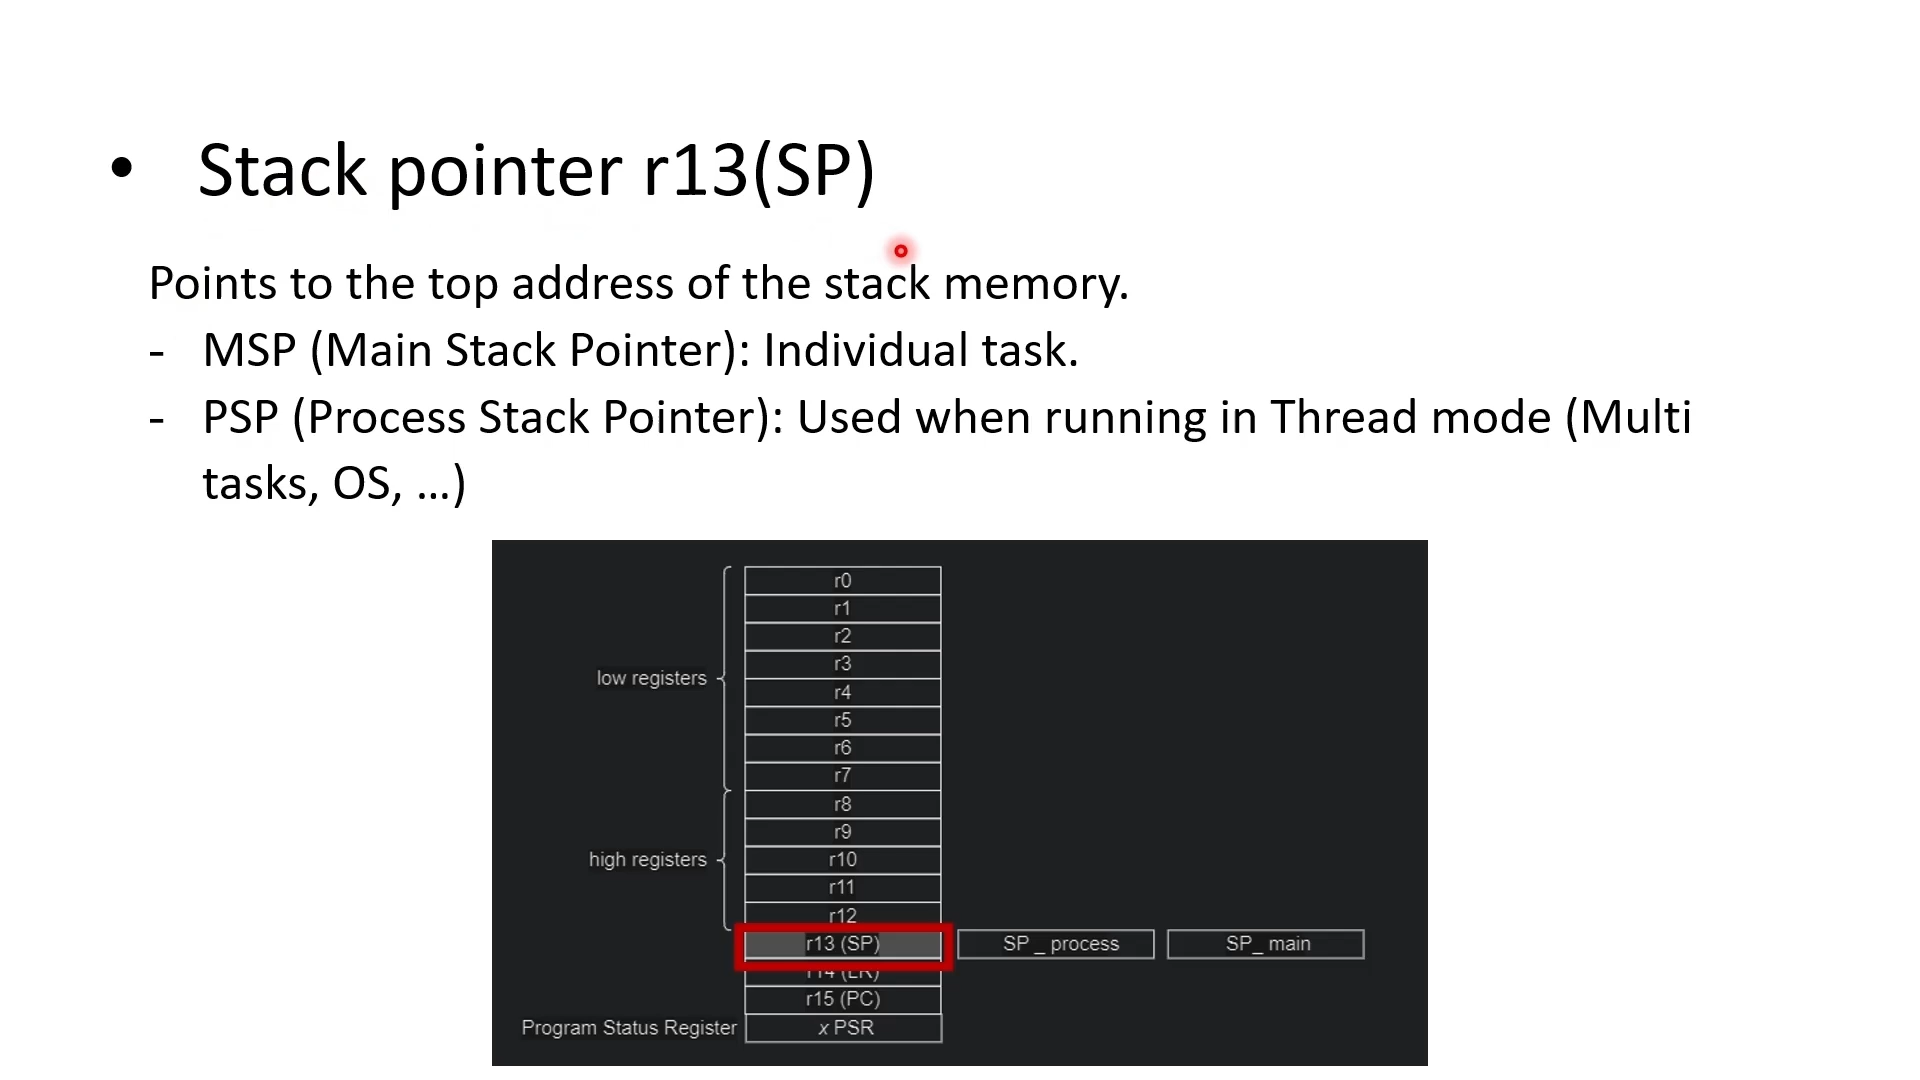 • Stack pointer r13(SP)
Points to the top address of the stack memory.
- MSP (Main Stack Pointer): Individual task.
- PSP (Process Stack Pointer): Used when running in Thread mode (Multi
tasks, OS, ...)
r0
r1
r2
r3
low registers
r4
r5
r6
r7
r8
r9
high registers
r10
r11
r12
r13 (SP)
SP _ process
SP_ main
r14 (LR)
r15 (PC)
Program Status Register
x PSR